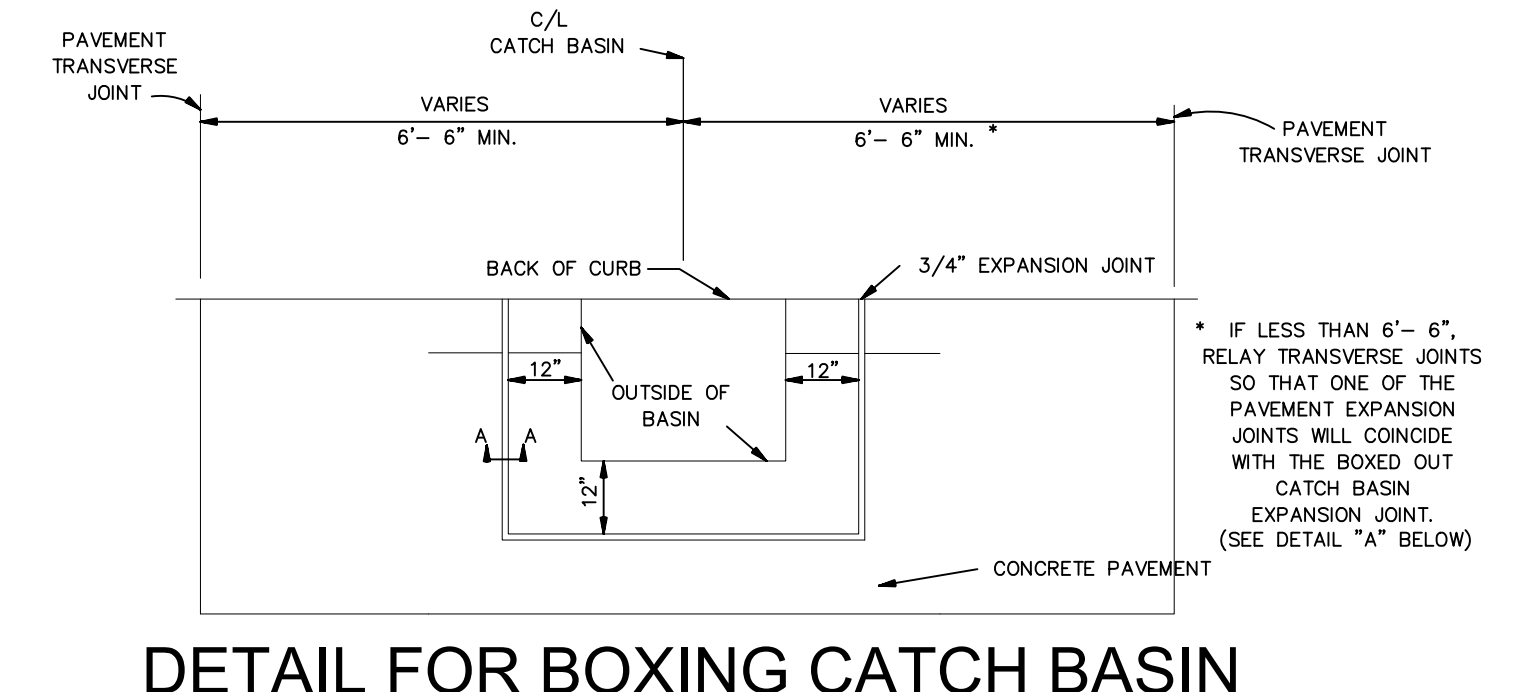 C/L
CATCH BASIN
PAVEMENT
TRANSVERSE
JOINT
VARIES
6'– 6" MIN.
VARIES
6'– 6" MIN. *
PAVEMENT
TRANSVERSE JOINT
BACK OF CURB
3/4" EXPANSION JOINT
12"
12"
OUTSIDE OF
BASIN
A A
12"
* IF LESS THAN 6'– 6",
RELAY TRANSVERSE JOINTS
SO THAT ONE OF THE
PAVEMENT EXPANSION
JOINTS WILL COINCIDE
WITH THE BOXED OUT
CATCH BASIN
EXPANSION JOINT.
(SEE DETAIL "A" BELOW)
CONCRETE PAVEMENT
DETAIL FOR BOXING CATCH BASIN